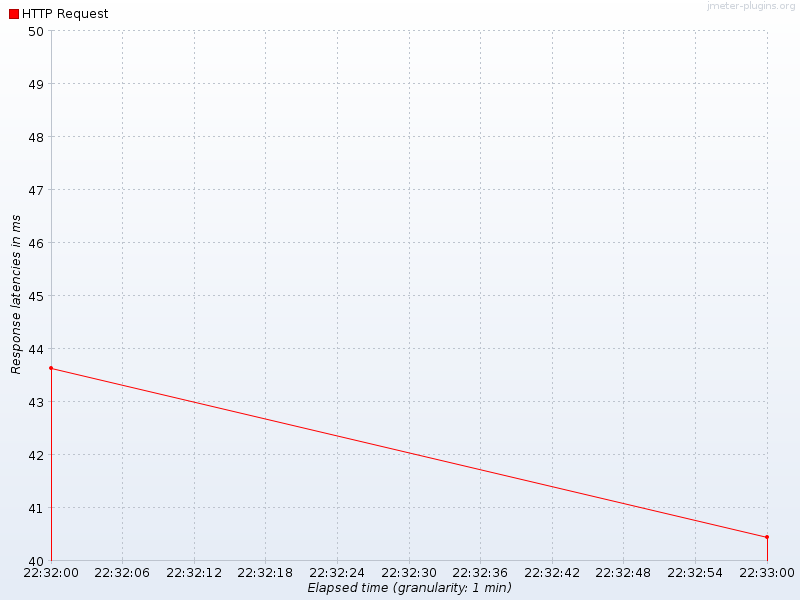 jmeter-plugins.org
HTTP Request
50
49
48
47
46
45
44
43
42
41
40
Response latencies in ms
22:32:00 22:32:06 22:32:12 22:32:18 22:32:24 22:32:30 22:32:36 22:32:42 22:32:48 22:32:54 22:33:00
Elapsed time (granularity: 1 min)